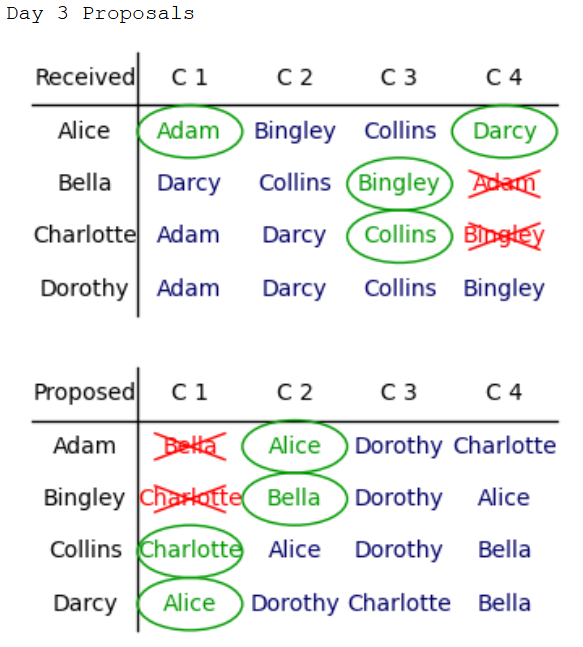 Day 3 Proposals
Received C 1 C 2 C 3 C 4
Alice Adam Bingley Collins Darcy
Bella Darcy Collins Bingley Adam
Charlotte Adam Darcy Collins Bingley
Dorothy Adam Darcy Collins Bingley
Proposed C 1 C 2 C 3 C 4
Adam Bella Alice Dorothy Charlotte
Bingley Charlotte Bella Dorothy Alice
Collins Charlotte Alice Dorothy Bella
Darcy Alice Dorothy Charlotte Bella